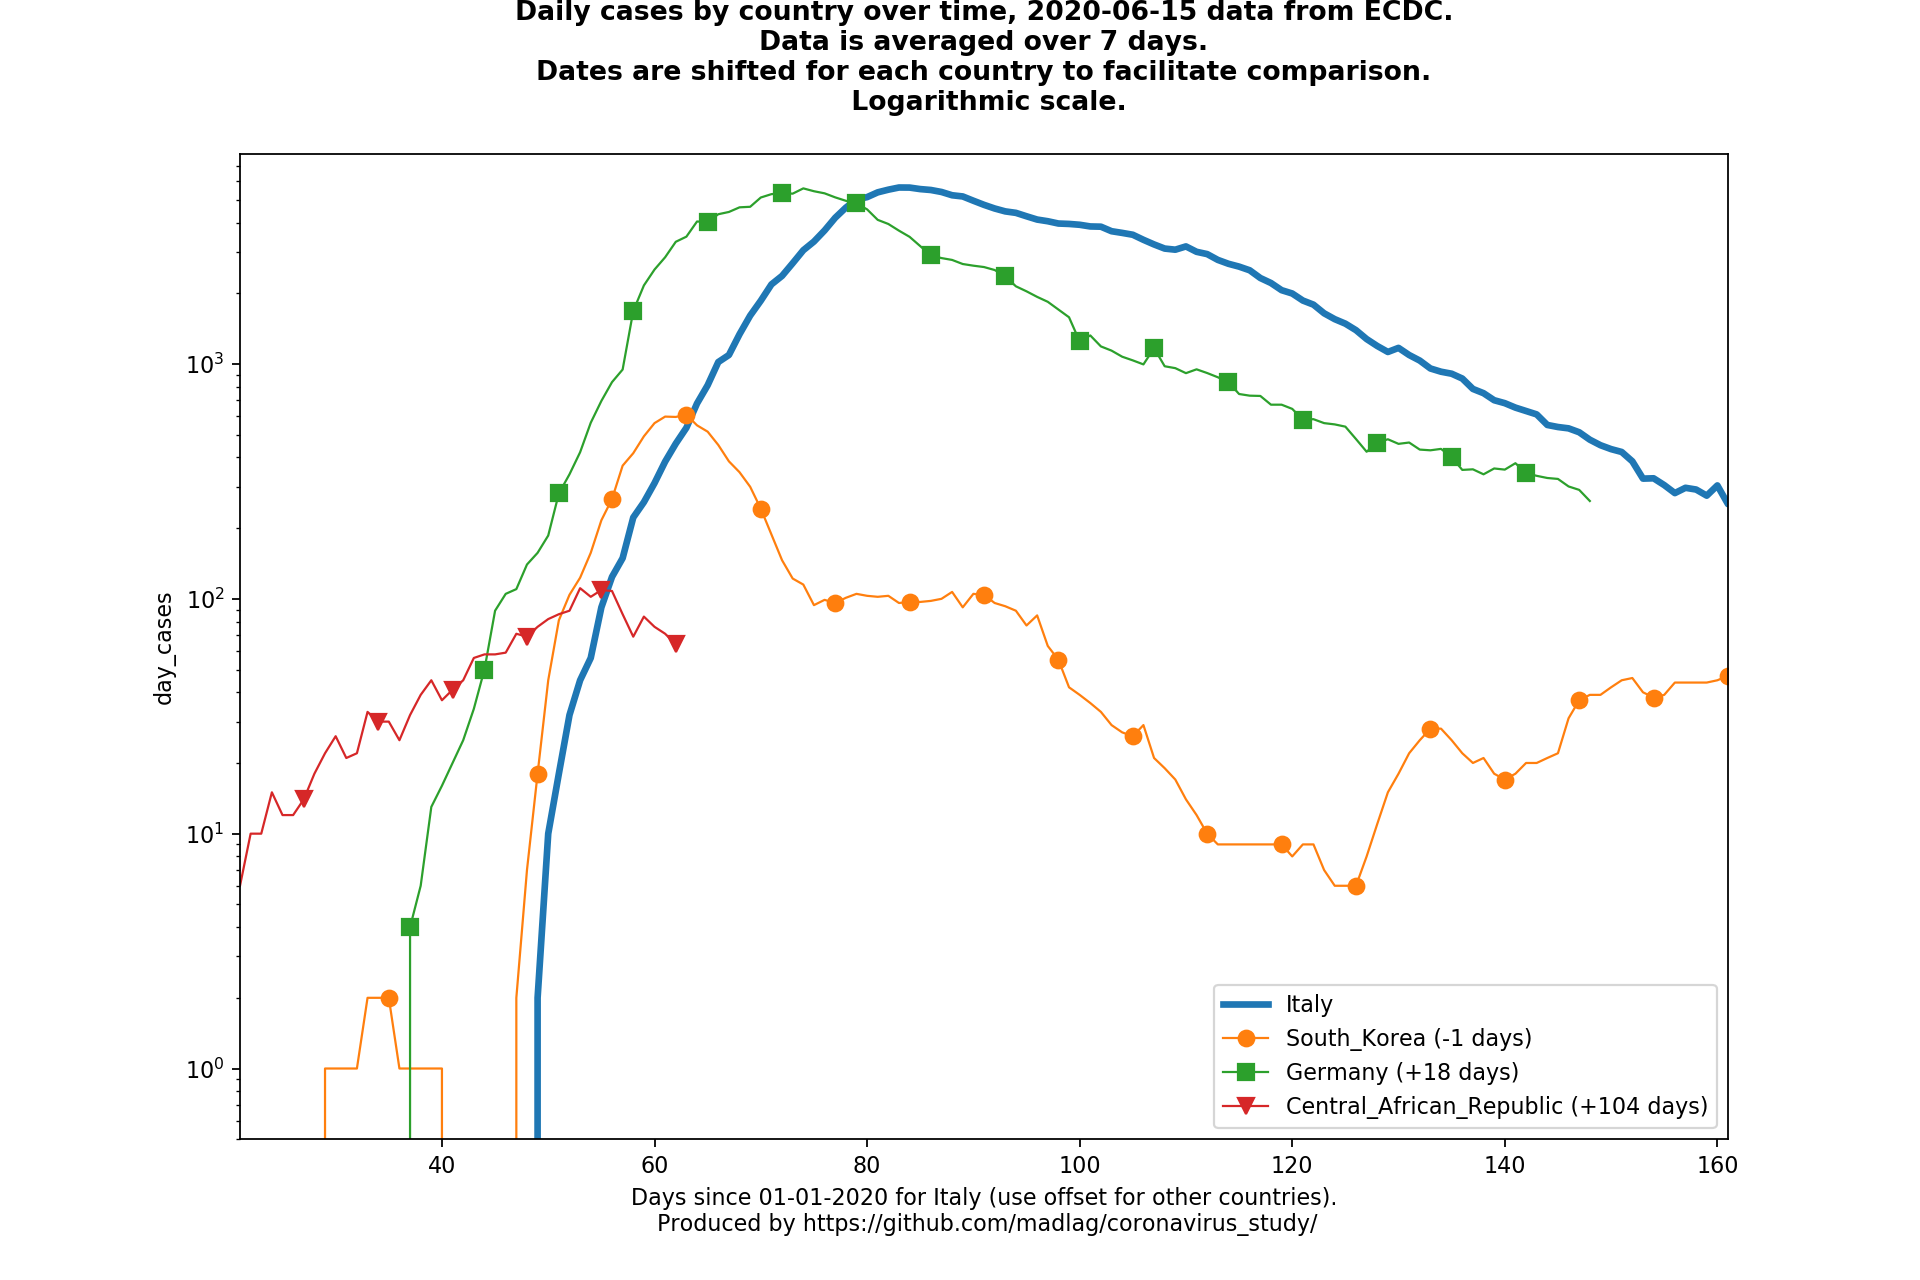 Daily cases by country over time, 2020-06-15 data from ECDC.
Data is averaged over 7 days.
Dates are shifted for each country to facilitate comparison.
Logarithmic scale.
day_cases
10³
10²
10¹
10⁰
Italy
South_Korea (-1 days)
Germany (+18 days)
Central_African_Republic (+104 days)
40 60 80 100 120 140 160
Days since 01-01-2020 for Italy (use offset for other countries).
Produced by https://github.com/madlag/coronavirus_study/